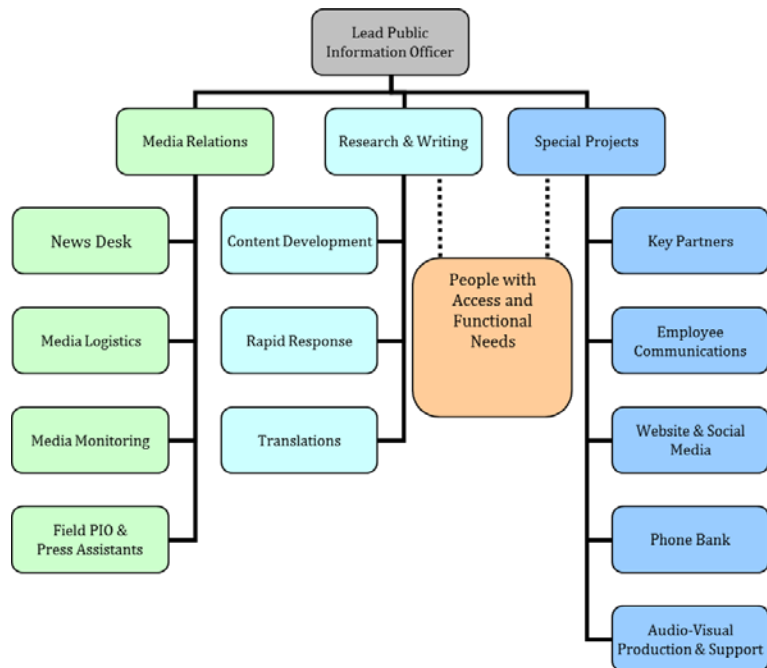 Lead Public
Information Officer
Media Relations
Research & Writing
Special Projects
News Desk
Content Development
People with
Access and
Functional
Needs
Key Partners
Media Logistics
Rapid Response
Employee
Communications
Media Monitoring
Translations
Website & Social
Media
Field PIO &
Press Assistants
Phone Bank
Audio-Visual
Production & Support